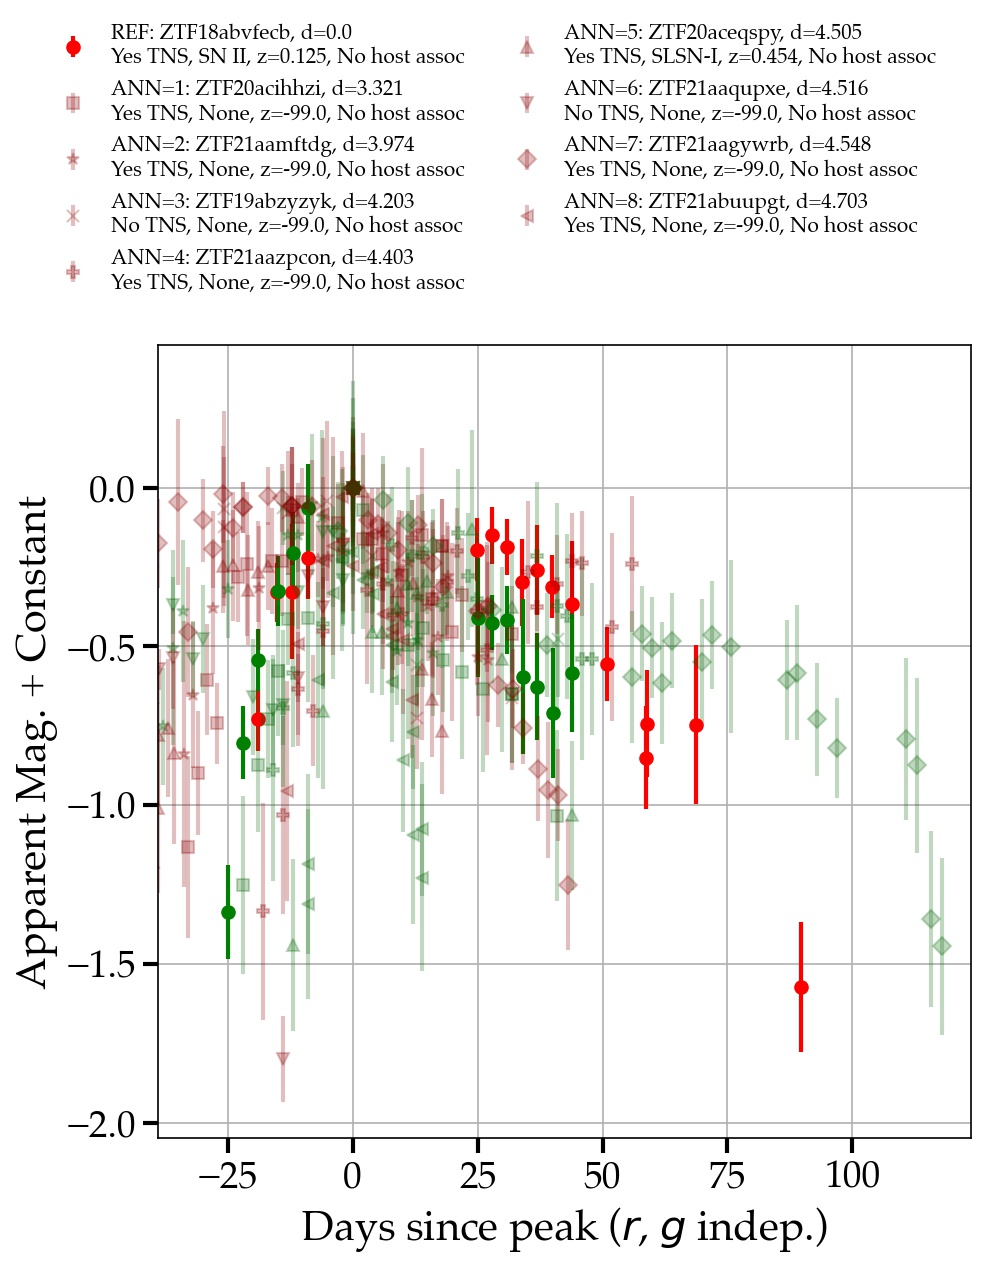 REF: ZTF18abvfecb, d=0.0
Yes TNS, SN II, z=0.125, No host assoc
ANN=1: ZTF20acihhzi, d=3.321
Yes TNS, None, z=-99.0, No host assoc
ANN=2: ZTF21aamftdg, d=3.974
Yes TNS, None, z=-99.0, No host assoc
ANN=3: ZTF19abzyzyk, d=4.203
No TNS, None, z=-99.0, No host assoc
ANN=4: ZTF21aazpcon, d=4.403
Yes TNS, None, z=-99.0, No host assoc
ANN=5: ZTF20aceqspy, d=4.505
Yes TNS, SLSN-I, z=0.454, No host assoc
ANN=6: ZTF21aaqupxe, d=4.516
No TNS, None, z=-99.0, No host assoc
ANN=7: ZTF21aagywrb, d=4.548
Yes TNS, None, z=-99.0, No host assoc
ANN=8: ZTF21abuupgt, d=4.703
Yes TNS, None, z=-99.0, No host assoc
Apparent Mag. + Constant
0.0
−0.5
−1.0
−1.5
−2.0
−25 0 25 50 75 100
Days since peak (r, g indep.)